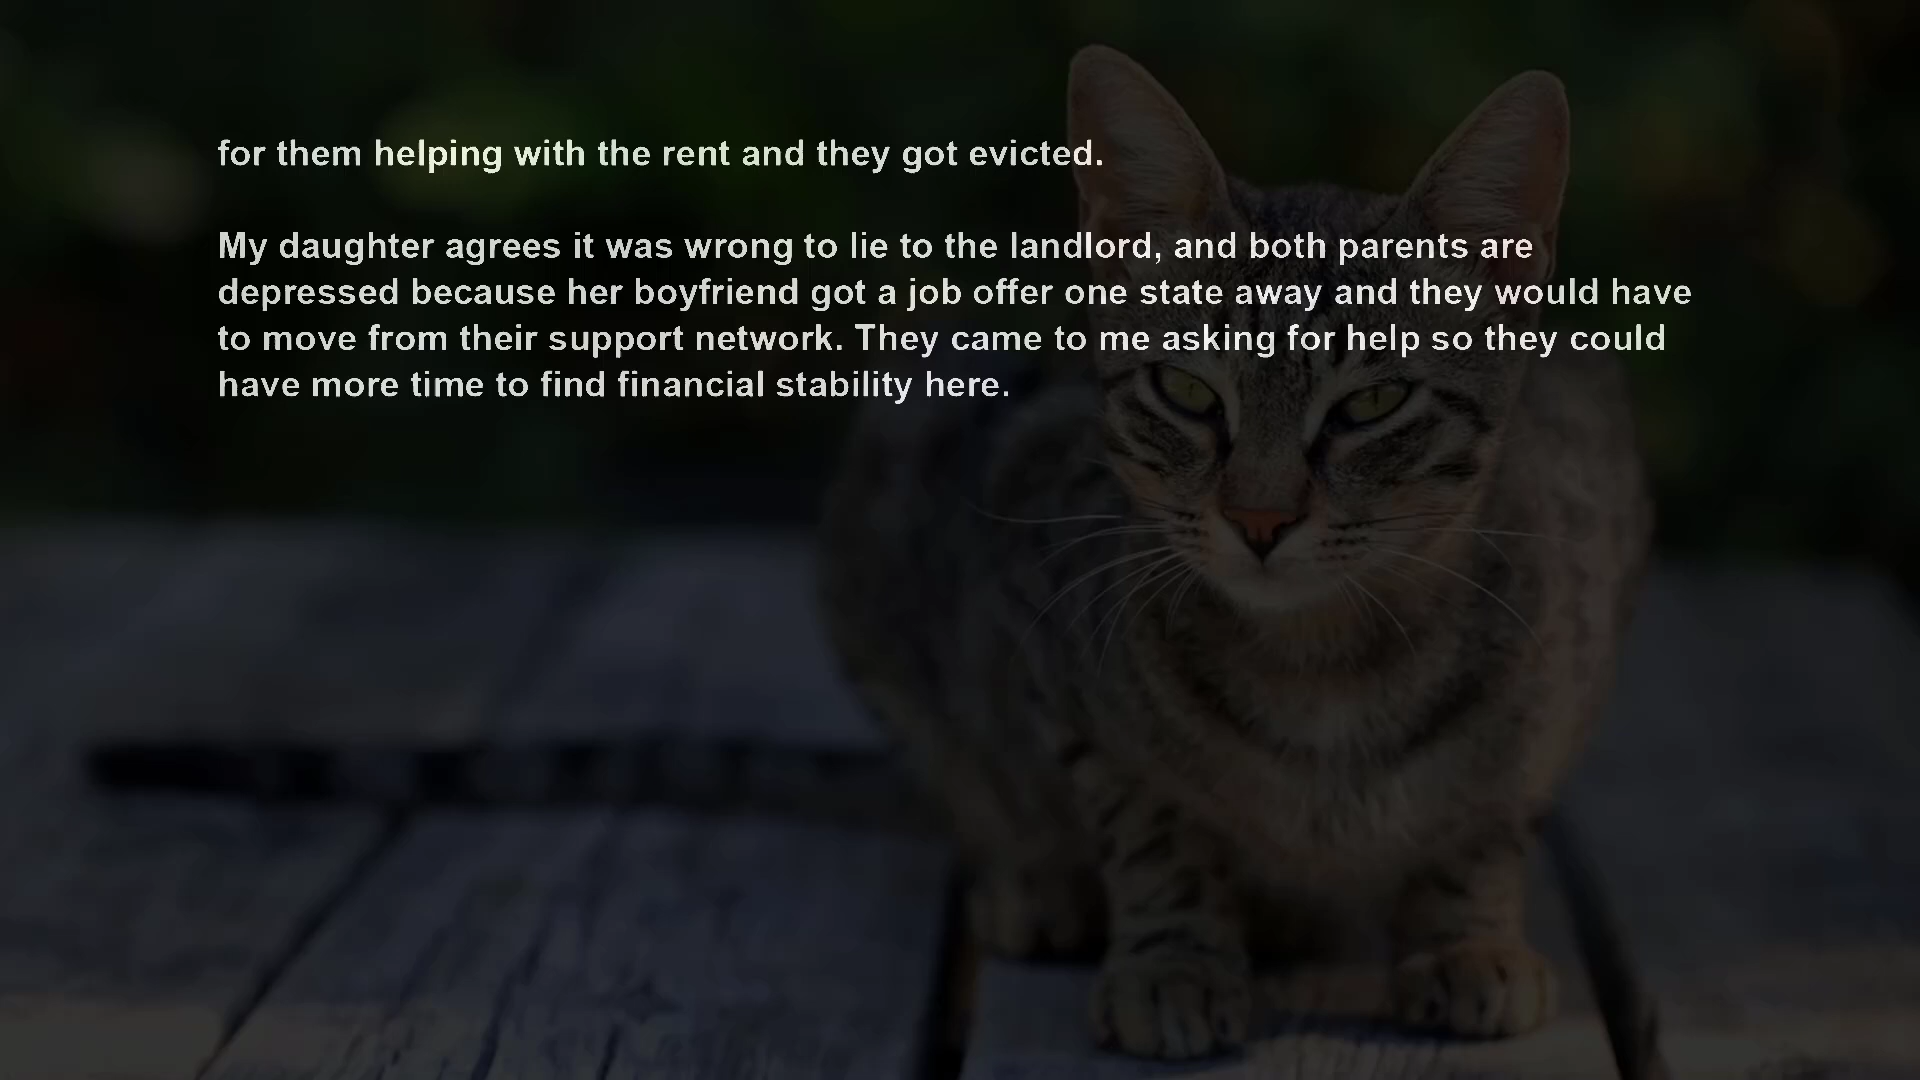 for them helping with the rent and they got evicted.
My daughter agrees it was wrong to lie to the landlord, and both parents are
depressed because her boyfriend got a job offer one state away and they would have
to move from their support network. They came to me asking for help so they could
have more time to find financial stability here.